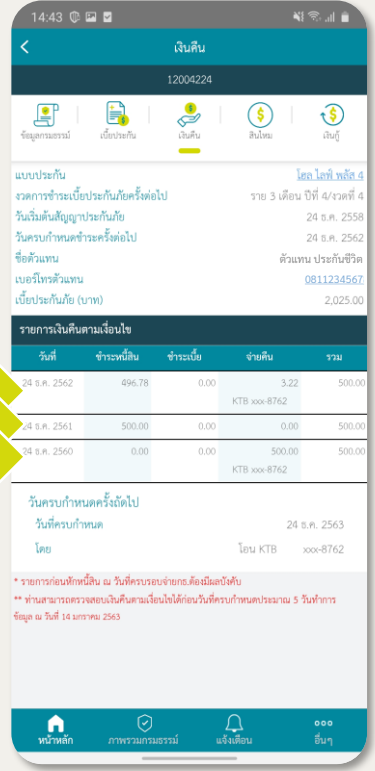 14:43
เงินคืน
12004224
ข้อมูลกรมธรรม์ เบี้ยประกัน เงินคืน สินไหม เงินกู้
แบบประกัน โฮล ไลฟ์ พลัส 4
งวดการชำระเบี้ยประกันภัยครั้งต่อไป ราย 3 เดือน ปีที่ 4/งวดที่ 4
วันเริ่มต้นสัญญาประกันภัย 24 ธ.ค. 2558
วันครบกำหนดชำระครั้งต่อไป 24 ธ.ค. 2562
ชื่อตัวแทน ตัวแทน ประกันชีวิต
เบอร์โทรตัวแทน 0811234567
เบี้ยประกันภัย (บาท) 2,025.00
รายการเงินคืนตามเงื่อนไข
วันที่ ชำระหนี้สิน ชำระเบี้ย จ่ายคืน รวม
24 ธ.ค. 2562 496.78 0.00 3.22 500.00
KTB xxx-8762
24 ธ.ค. 2561 500.00 0.00 0.00 500.00
24 ธ.ค. 2560 0.00 0.00 500.00 500.00
KTB xxx-8762
วันครบกำหนดครั้งถัดไป
วันที่ครบกำหนด 24 ธ.ค. 2563
โดย โอน KTB xxx-8762
* รายการก่อนหักหนี้สิน ณ วันที่ครบรอบจ่ายกธ.ต้องมีผลบังคับ
** ท่านสามารถตรวจสอบเงินคืนตามเงื่อนไขได้ก่อนวันที่ครบกำหนดประมาณ 5 วันทำการ
ข้อมูล ณ วันที่ 14 มกราคม 2563
หน้าหลัก ภาพรวมกรมธรรม์ แจ้งเตือน อื่นๆ